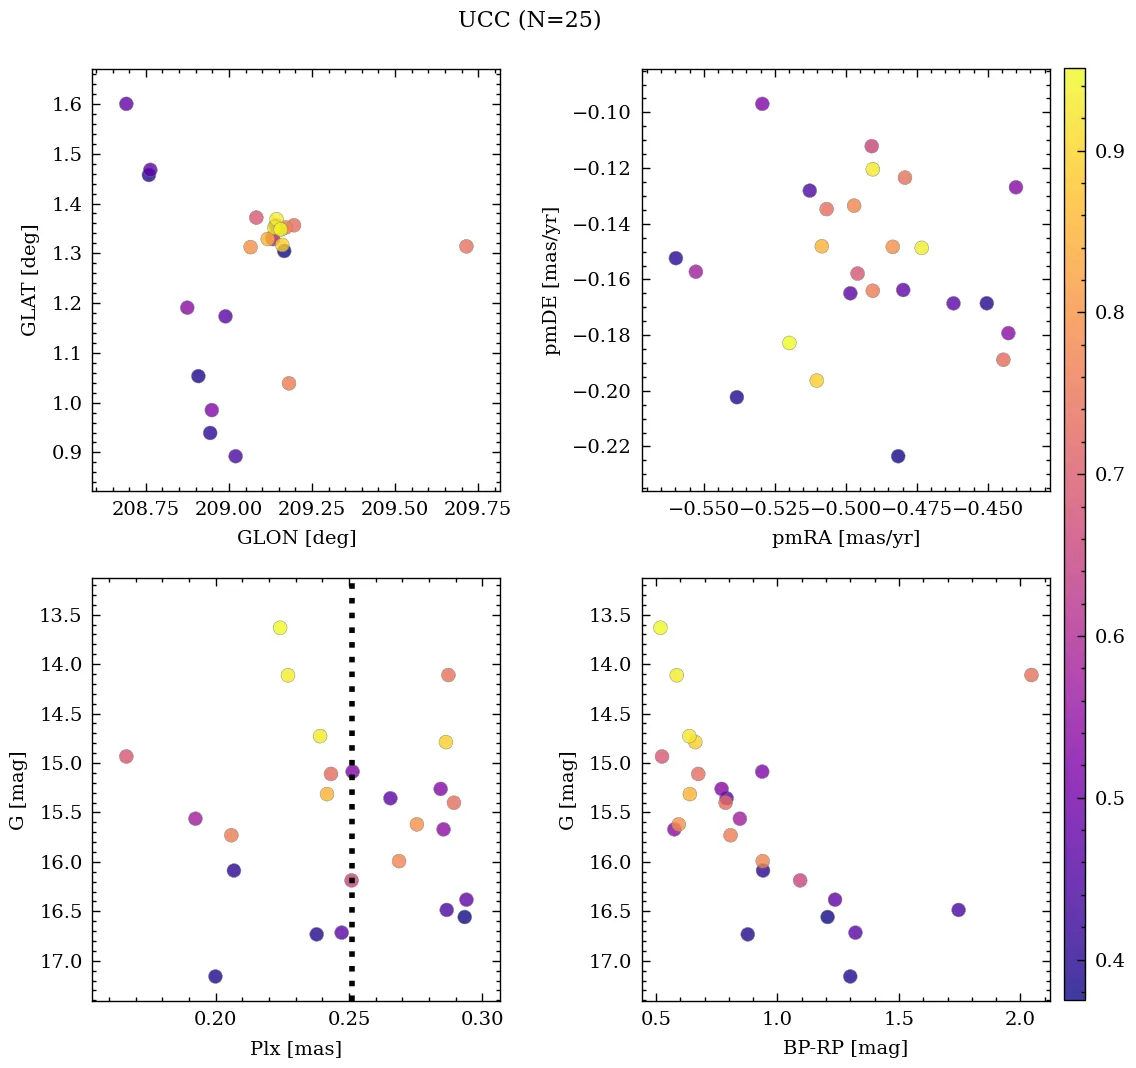 UCC (N=25)
1.6
1.5
1.4
1.3
1.2
1.1
1.0
0.9
GLAT [deg]
208.75 209.00 209.25 209.50 209.75
GLON [deg]
−0.10
−0.12
−0.14
−0.16
−0.18
−0.20
−0.22
pmDE [mas/yr]
−0.550 −0.525 −0.500 −0.475 −0.450
pmRA [mas/yr]
0.9
0.8
0.7
0.6
0.5
0.4
13.5
14.0
14.5
15.0
15.5
16.0
16.5
17.0
G [mag]
0.20 0.25 0.30
Plx [mas]
13.5
14.0
14.5
15.0
15.5
16.0
16.5
17.0
G [mag]
0.5 1.0 1.5 2.0
BP-RP [mag]